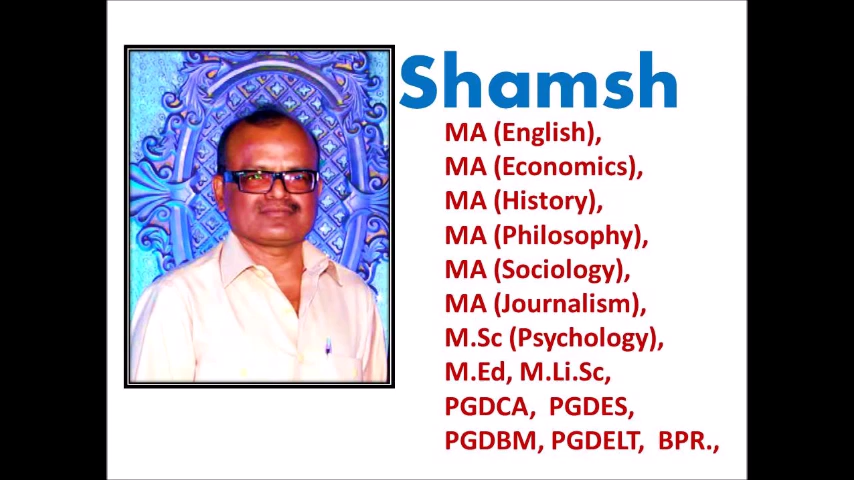 Shamsh
MA (English),
MA (Economics),
MA (History),
MA (Philosophy),
MA (Sociology),
MA (Journalism),
M.Sc (Psychology),
M.Ed, M.Li.Sc,
PGDCA, PGDES,
PGDBM, PGDELT, BPR.,